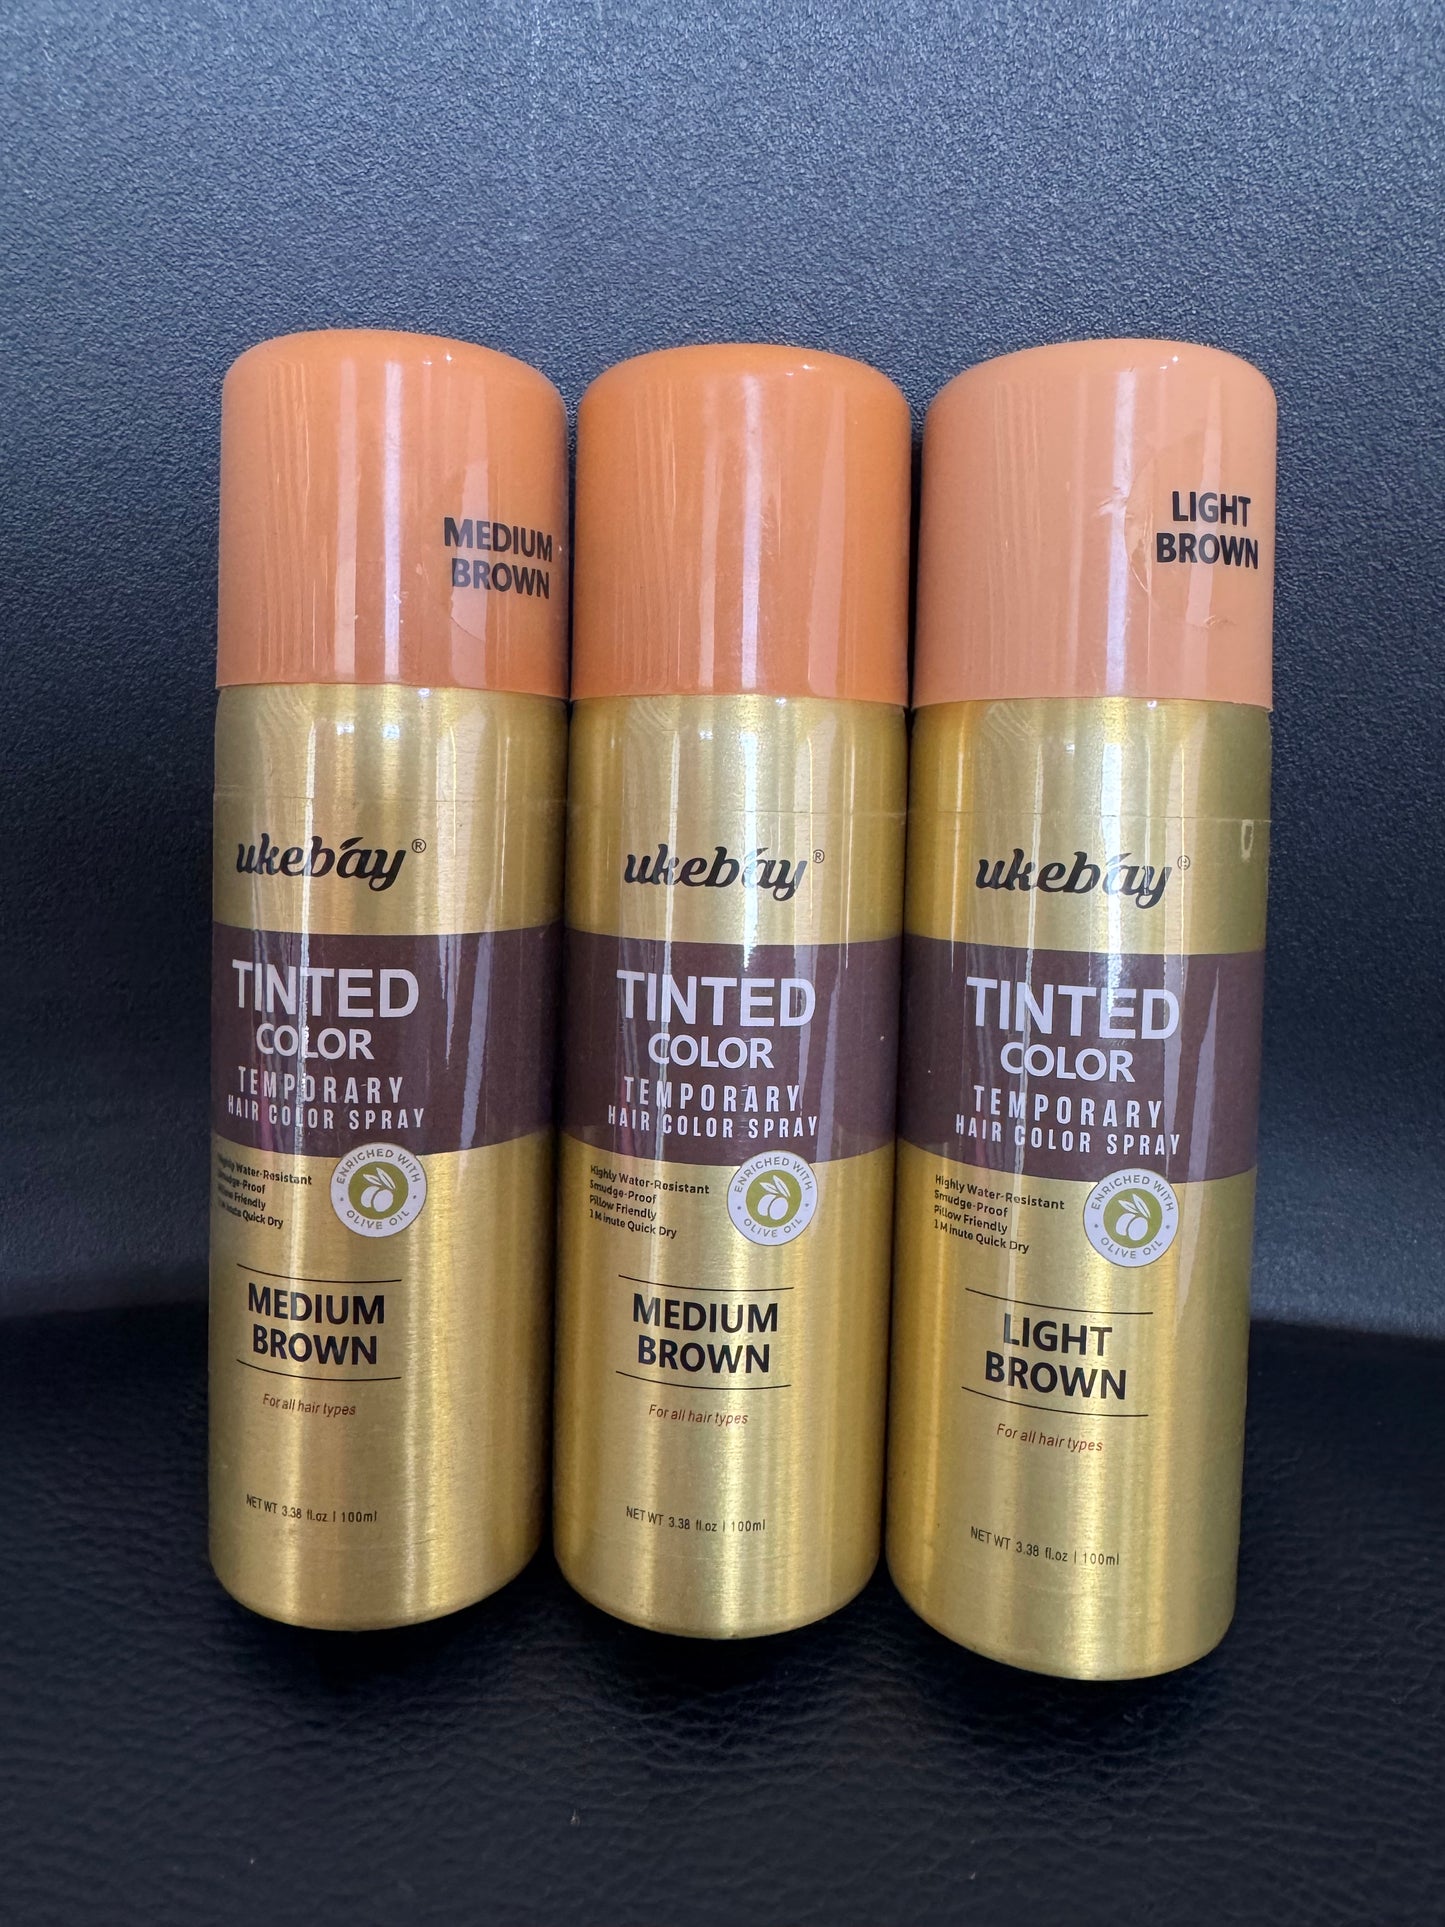 MEDIUM
BROWN
ukebay®
TINTED
COLOR
TEMPORARY
HAIR COLOR SPRAY
Highly Water-Resistant
Smudge-Proof
Pillow Friendly
1 Minute Quick Dry
ENRICHED WITH
OLIVE OIL
MEDIUM
BROWN
For all hair types
NET WT 3.38 fl.oz | 100ml
ukebay®
TINTED
COLOR
TEMPORARY
HAIR COLOR SPRAY
Highly Water-Resistant
Smudge-Proof
Pillow Friendly
1 Minute Quick Dry
ENRICHED WITH
OLIVE OIL
MEDIUM
BROWN
For all hair types
NET WT 3.38 fl.oz | 100ml
LIGHT
BROWN
ukebay®
TINTED
COLOR
TEMPORARY
HAIR COLOR SPRAY
Highly Water-Resistant
Smudge-Proof
Pillow Friendly
1 Minute Quick Dry
ENRICHED WITH
OLIVE OIL
LIGHT
BROWN
For all hair types
NET WT 3.38 fl.oz | 100ml